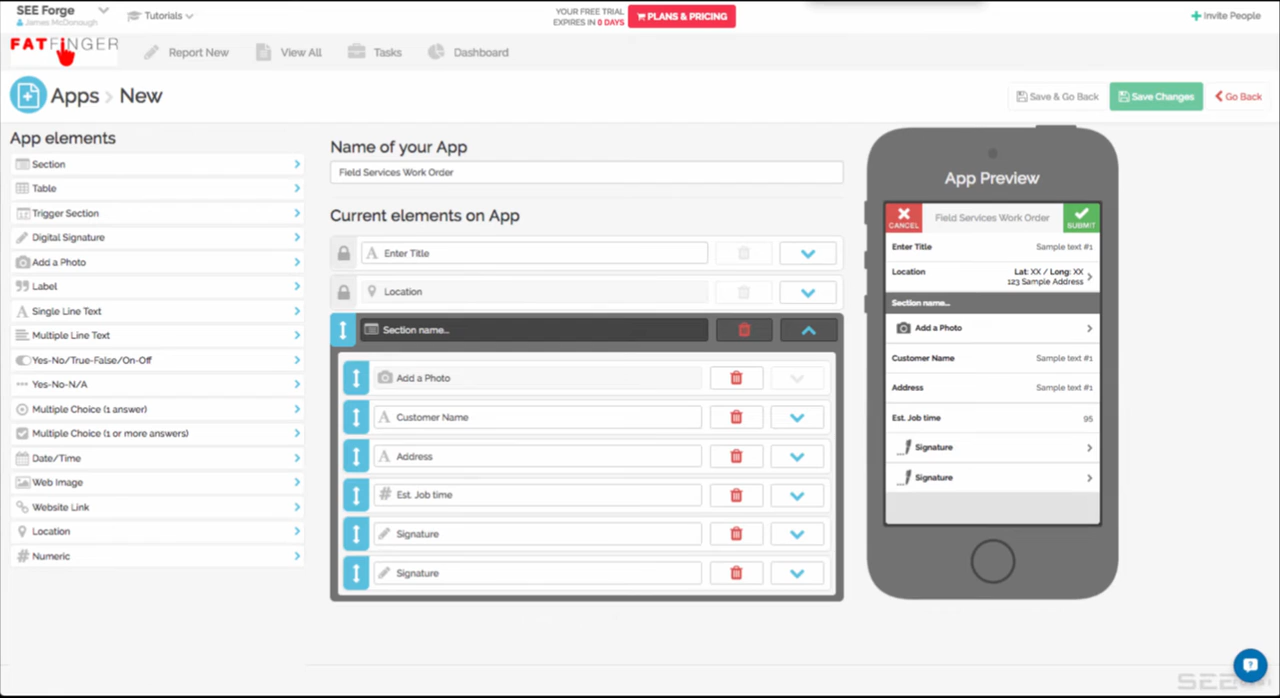 SEE Forge
James McDonough
Tutorials
YOUR FREE TRIAL
EXPIRES IN 0 DAYS
PLANS & PRICING
Invite People
FATFINGER
Report New
View All
Tasks
Dashboard
Apps > New
Save & Go Back
Save Changes
Go Back
App elements
Section
Table
Trigger Section
Digital Signature
Add a Photo
Label
Single Line Text
Multiple Line Text
Yes-No/True-False/On-Off
Yes-No-N/A
Multiple Choice (1 answer)
Multiple Choice (1 or more answers)
Date/Time
Web Image
Website Link
Location
Numeric
Name of your App
Field Services Work Order
Current elements on App
Enter Title
Location
Section name...
Add a Photo
Customer Name
Address
Est. Job time
Signature
Signature
App Preview
CANCEL
Field Services Work Order
SUBMIT
Enter Title Sample text #1
Location Lat: XX / Long: XX
123 Sample Address
Section name...
Add a Photo
Customer Name Sample text #1
Address Sample text #1
Est. Job time 95
Signature
Signature